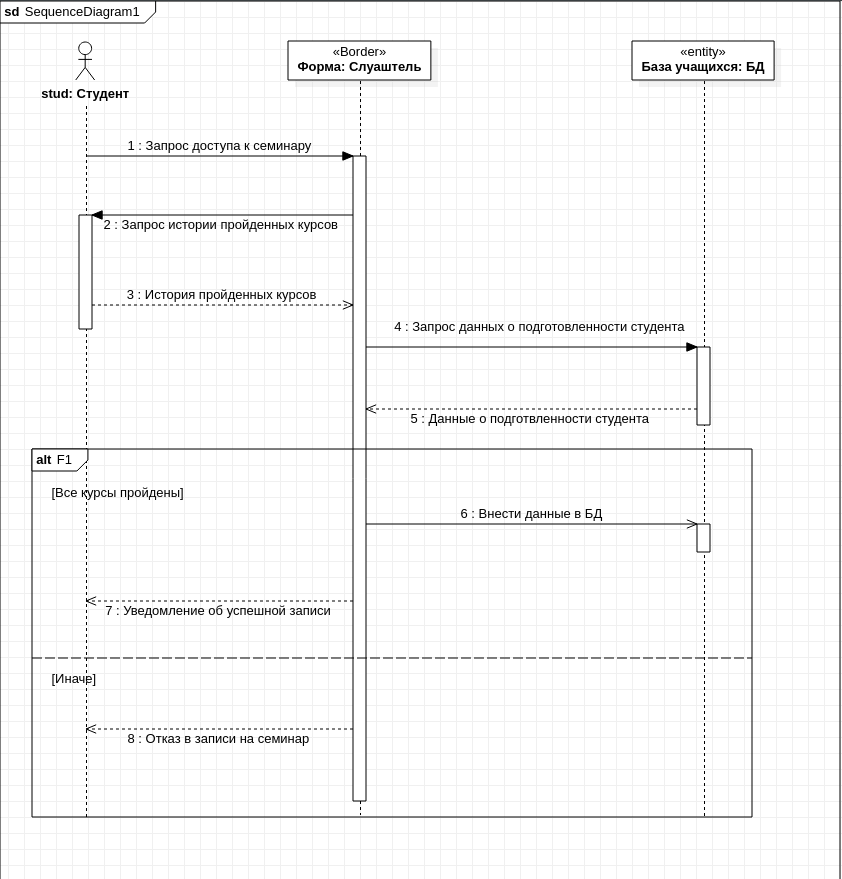 sd SequenceDiagram1
«Border»
Форма: Слуаштель
«entity»
База учащихся: БД
stud: Студент
1 : Запрос доступа к семинару
2 : Запрос истории пройденных курсов
3 : История пройденных курсов
4 : Запрос данных о подготовленности студента
5 : Данные о подготвленности студента
alt F1
[Все курсы пройдены]
6 : Внести данные в БД
7 : Уведомление об успешной записи
[Иначе]
8 : Отказ в записи на семинар